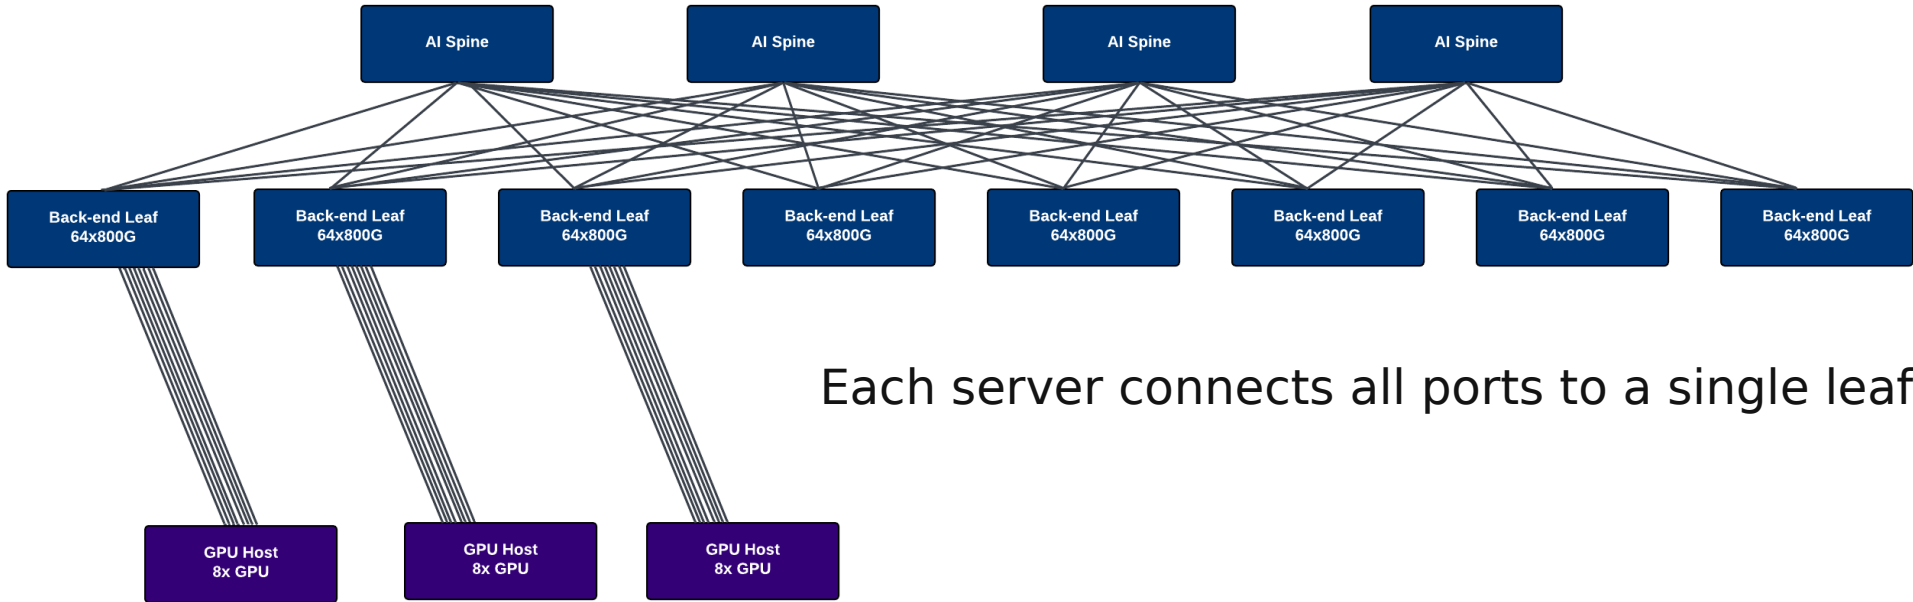 AI Spine
AI Spine
AI Spine
AI Spine
Back-end Leaf
64x800G
Back-end Leaf
64x800G
Back-end Leaf
64x800G
Back-end Leaf
64x800G
Back-end Leaf
64x800G
Back-end Leaf
64x800G
Back-end Leaf
64x800G
Back-end Leaf
64x800G
Each server connects all ports to a single leaf
GPU Host
8x GPU
GPU Host
8x GPU
GPU Host
8x GPU